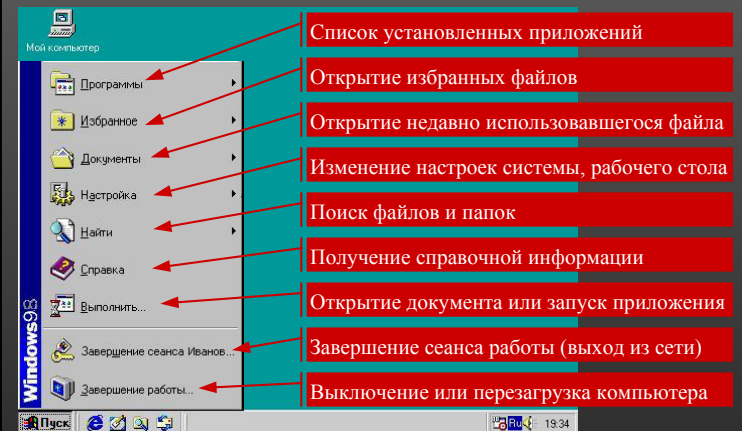 Мой компьютер
Программы
Список установленных приложений
Избранное
Открытие избранных файлов
Документы
Открытие недавно использовавшегося файла
Настройка
Изменение настроек системы, рабочего стола
Найти
Поиск файлов и папок
Справка
Получение справочной информации
Выполнить...
Открытие документа или запуск приложения
Завершение сеанса Иванов...
Завершение сеанса работы (выход из сети)
Завершение работы...
Выключение или перезагрузка компьютера
Windows98
Пуск
Ru
19:34